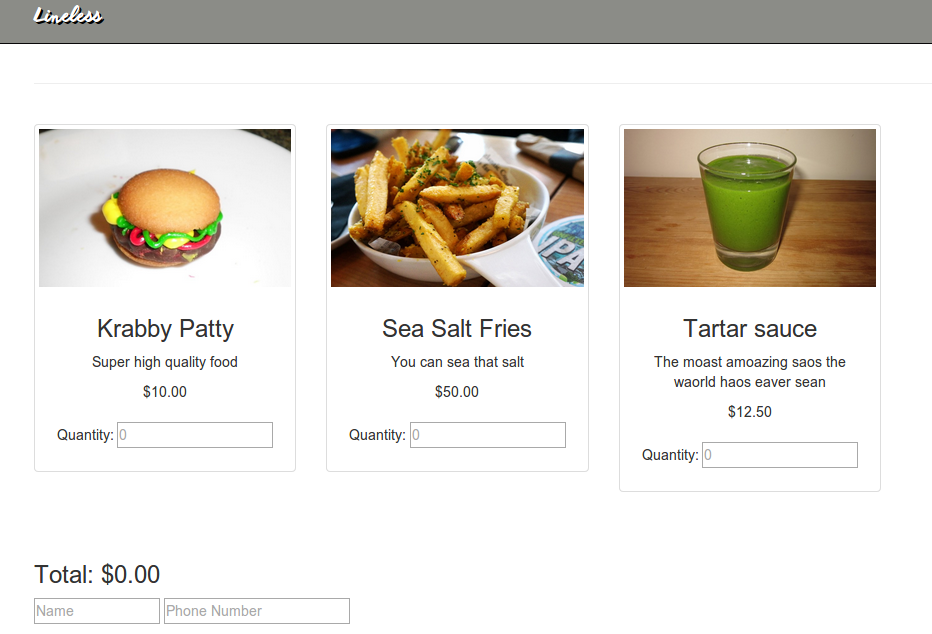 Lineless
IPA
Krabby Patty
Super high quality food
$10.00
Quantity: 0
Sea Salt Fries
You can sea that salt
$50.00
Quantity: 0
Tartar sauce
The moast amoazing saos the
waorld haos eaver sean
$12.50
Quantity: 0
Total: $0.00
Name
Phone Number